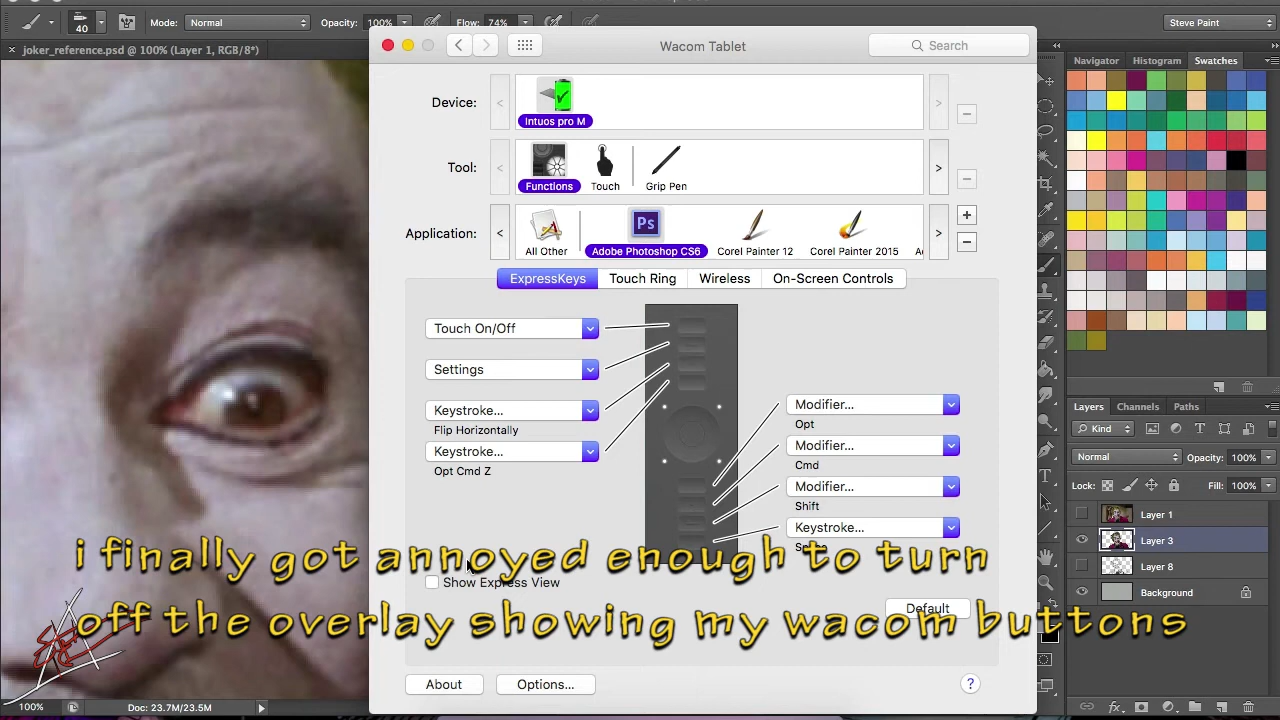 40
Mode: Normal
Opacity: 100%
Flow: 74%
Steve Paint
× joker_reference.psd @ 100% (Layer 1, RGB/8*)
Wacom Tablet
Search
Navigator Histogram Swatches
Device:
Intuos pro M
Tool:
Functions Touch Grip Pen
Application:
All Other Adobe Photoshop CS6 Corel Painter 12 Corel Painter 2015
ExpressKeys Touch Ring Wireless On-Screen Controls
Touch On/Off
Settings
Keystroke...
Flip Horizontally
Keystroke...
Opt Cmd Z
Modifier...
Opt
Modifier...
Cmd
Modifier...
Shift
Keystroke...
i finally got annoyed enough to turn
off the overlay showing my wacom buttons
Show Express View
Default
About
Options...
?
Layers Channels Paths
Kind
Normal
Opacity: 100%
Lock:
Fill: 100%
Layer 1
Layer 3
Layer 8
Background
100%
Doc: 23.7M/23.5M
fx